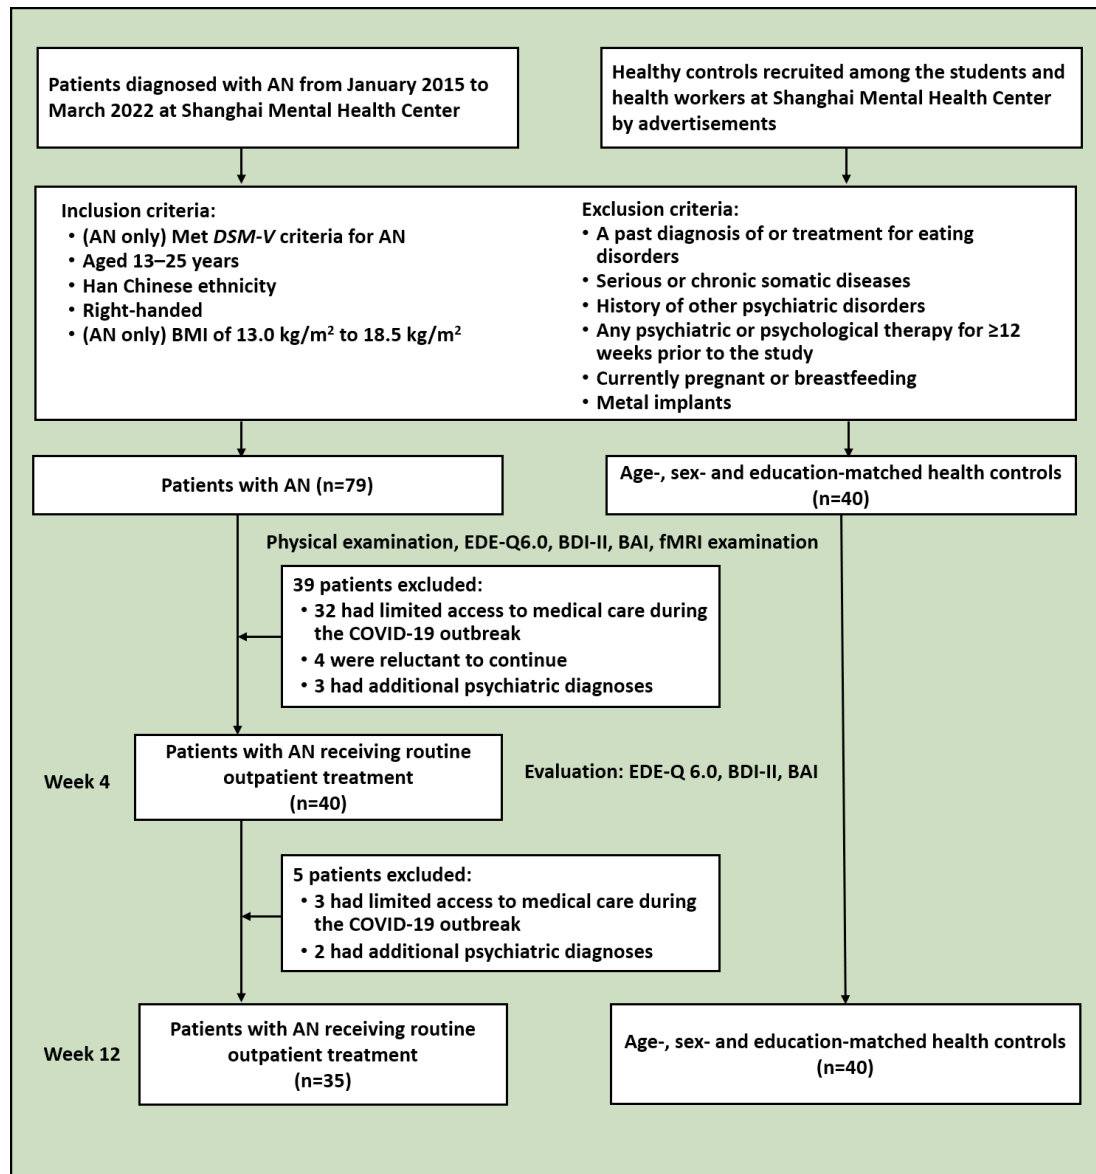 Patients diagnosed with AN from January 2015 to
March 2022 at Shanghai Mental Health Center
Healthy controls recruited among the students and
health workers at Shanghai Mental Health Center
by advertisements
Inclusion criteria:
• (AN only) Met DSM-V criteria for AN
• Aged 13–25 years
• Han Chinese ethnicity
• Right-handed
• (AN only) BMI of 13.0 kg/m² to 18.5 kg/m²
Exclusion criteria:
• A past diagnosis of or treatment for eating
disorders
• Serious or chronic somatic diseases
• History of other psychiatric disorders
• Any psychiatric or psychological therapy for ≥12
weeks prior to the study
• Currently pregnant or breastfeeding
• Metal implants
Patients with AN (n=79)
Age-, sex- and education-matched health controls
(n=40)
Physical examination, EDE-Q6.0, BDI-II, BAI, fMRI examination
39 patients excluded:
• 32 had limited access to medical care during
the COVID-19 outbreak
• 4 were reluctant to continue
• 3 had additional psychiatric diagnoses
Week 4
Patients with AN receiving routine
outpatient treatment
(n=40)
Evaluation: EDE-Q 6.0, BDI-II, BAI
5 patients excluded:
• 3 had limited access to medical care during
the COVID-19 outbreak
• 2 had additional psychiatric diagnoses
Week 12
Patients with AN receiving routine
outpatient treatment
(n=35)
Age-, sex- and education-matched health controls
(n=40)